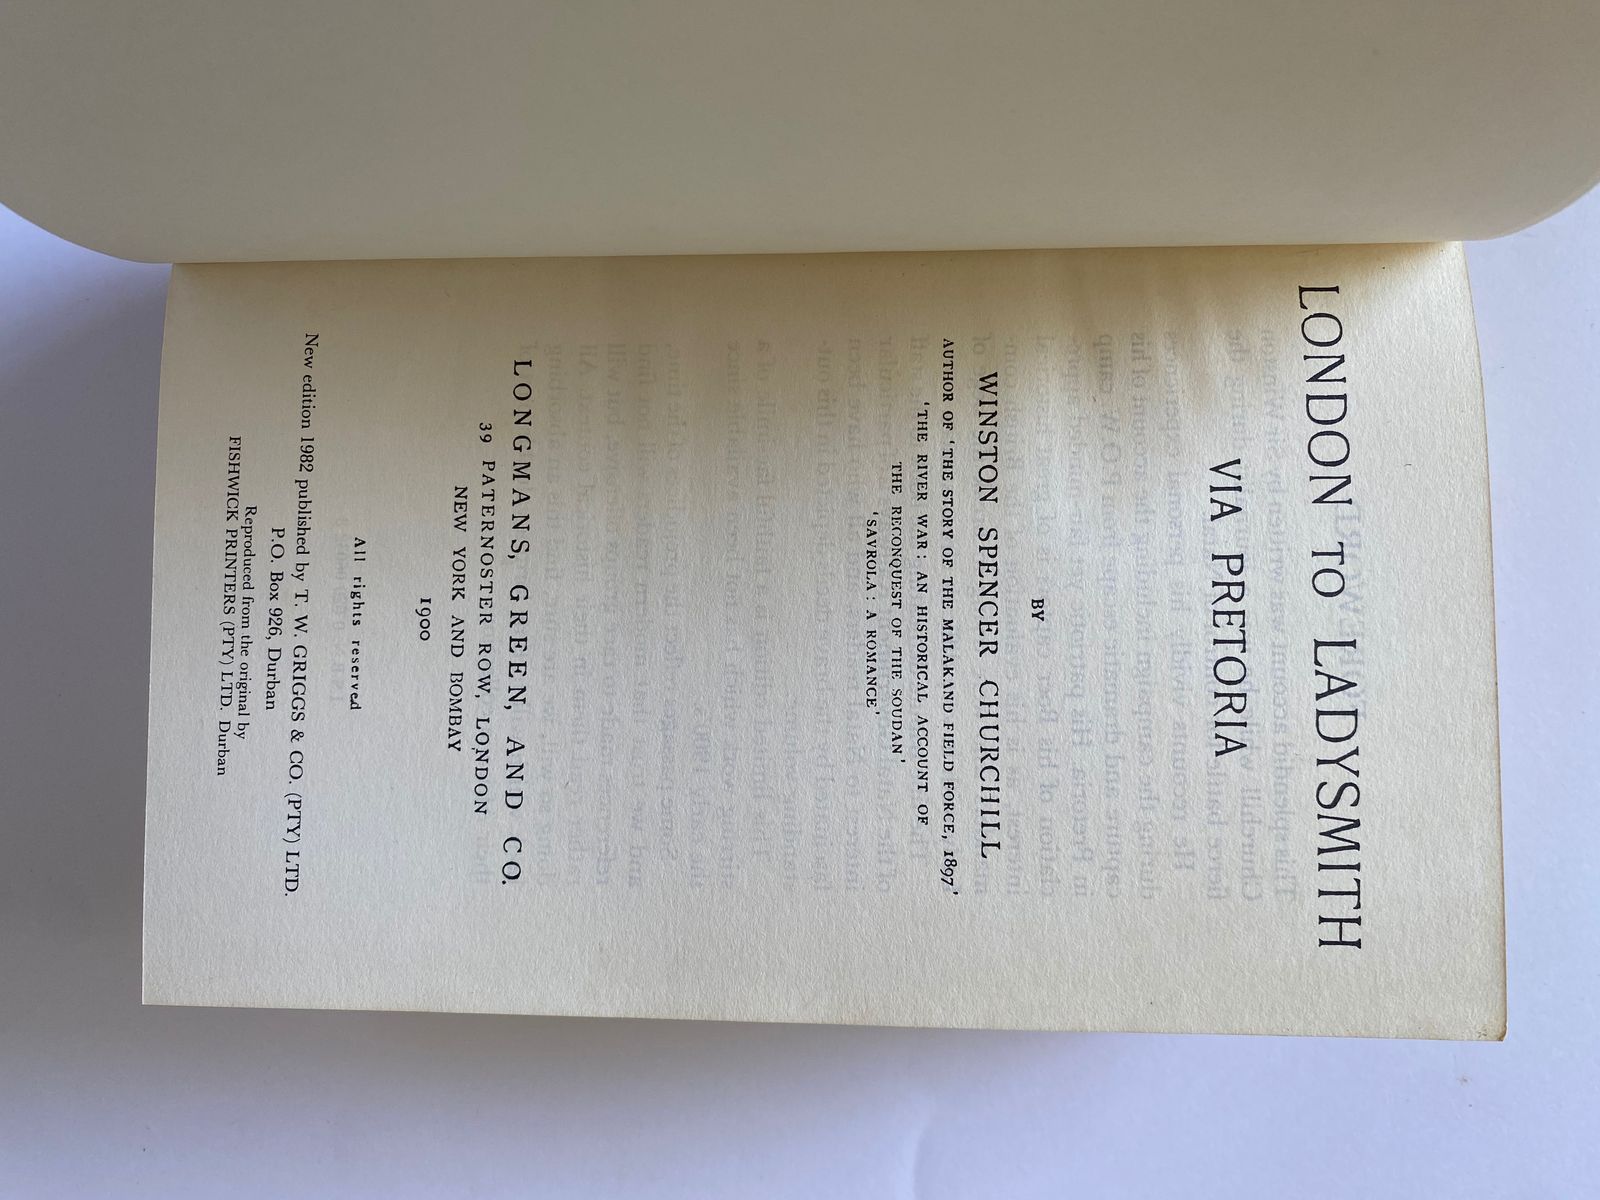 LONDON TO LADYSMITH
VIA PRETORIA
BY
WINSTON SPENCER CHURCHILL
AUTHOR OF 'THE STORY OF THE MALAKAND FIELD FORCE, 1897'
'THE RIVER WAR: AN HISTORICAL ACCOUNT OF
THE RECONQUEST OF THE SOUDAN'
'SAVROLA: A ROMANCE'
LONGMANS, GREEN, AND CO.
39 PATERNOSTER ROW, LONDON
NEW YORK AND BOMBAY
1900
All rights reserved
New edition 1982 published by T. W. GRIGGS & CO. (PTY) LTD.
P.O. Box 926, Durban
Reproduced from the original by
FISHWICK PRINTERS (PTY) LTD. Durban